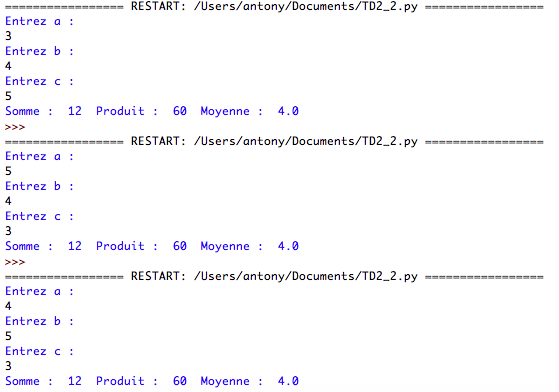 ================= RESTART: /Users/antony/Documents/TD2_2.py =================
Entrez a :
3
Entrez b :
4
Entrez c :
5
Somme :  12  Produit :  60  Moyenne :  4.0
>>>
================= RESTART: /Users/antony/Documents/TD2_2.py =================
Entrez a :
5
Entrez b :
4
Entrez c :
3
Somme :  12  Produit :  60  Moyenne :  4.0
>>>
================= RESTART: /Users/antony/Documents/TD2_2.py =================
Entrez a :
4
Entrez b :
5
Entrez c :
3
Somme :  12  Produit :  60  Moyenne :  4.0